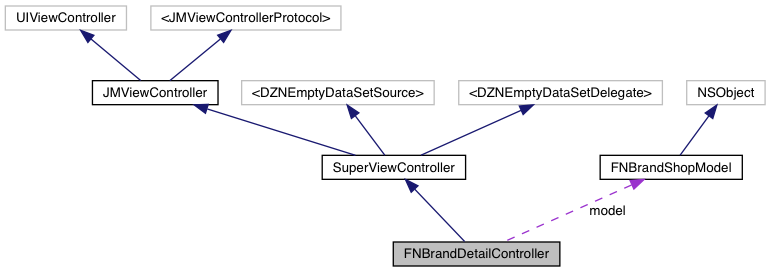 UIViewController
<JMViewControllerProtocol>
JMViewController
<DZNEmptyDataSetSource>
<DZNEmptyDataSetDelegate>
NSObject
SuperViewController
FNBrandShopModel
model
FNBrandDetailController